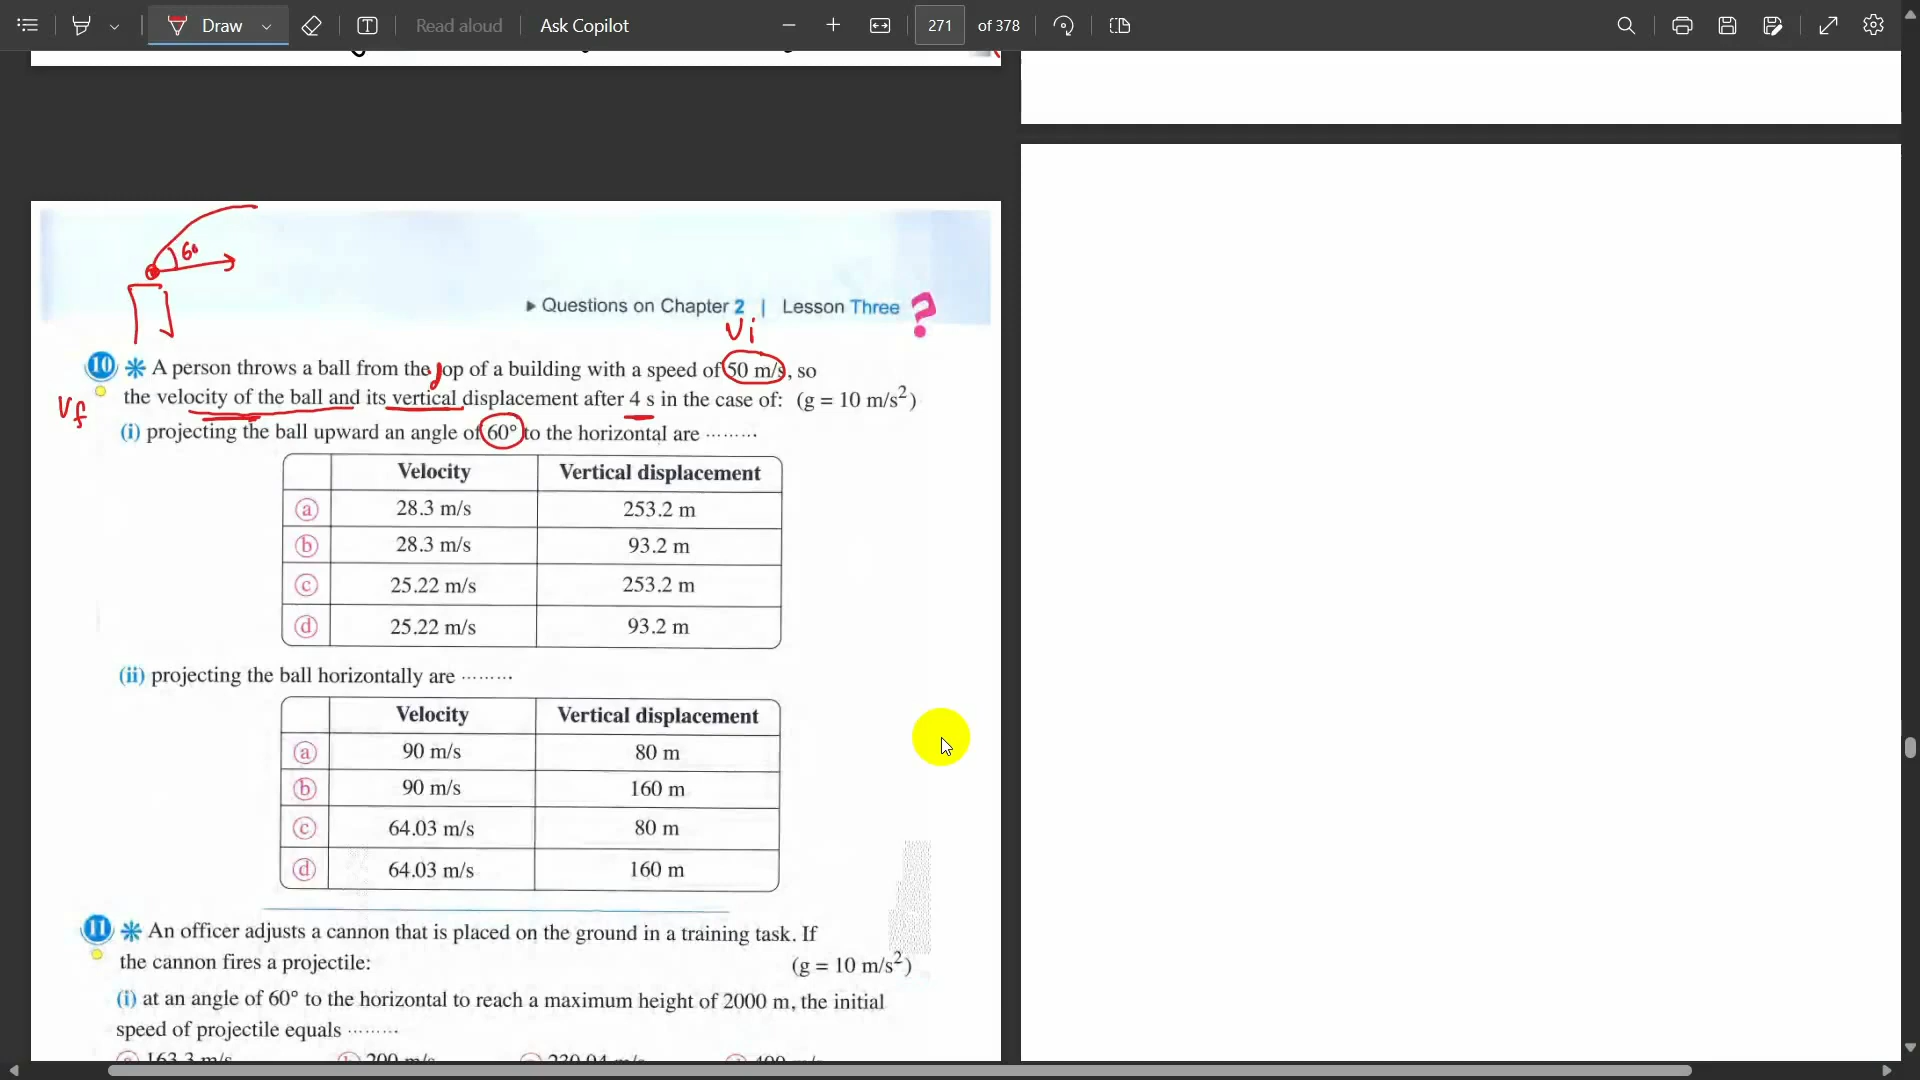 Draw
Read aloud
Ask Copilot
271
of 378
60
Questions on Chapter 2 | Lesson Three ?
Vi
10 * A person throws a ball from the top of a building with a speed of 50 m/s, so
Vf
the velocity of the ball and its vertical displacement after 4 s in the case of: (g = 10 m/s²)
(i) projecting the ball upward an angle of 60° to the horizontal are ········
Velocity Vertical displacement
a 28.3 m/s 253.2 m
b 28.3 m/s 93.2 m
c 25.22 m/s 253.2 m
d 25.22 m/s 93.2 m
(ii) projecting the ball horizontally are ········
Velocity Vertical displacement
a 90 m/s 80 m
b 90 m/s 160 m
c 64.03 m/s 80 m
d 64.03 m/s 160 m
11 * An officer adjusts a cannon that is placed on the ground in a training task. If
the cannon fires a projectile: (g = 10 m/s²)
(i) at an angle of 60° to the horizontal to reach a maximum height of 2000 m, the initial
speed of projectile equals ········
a 163.3 m/s b 200 m/s c 230.94 m/s d 400 m/s